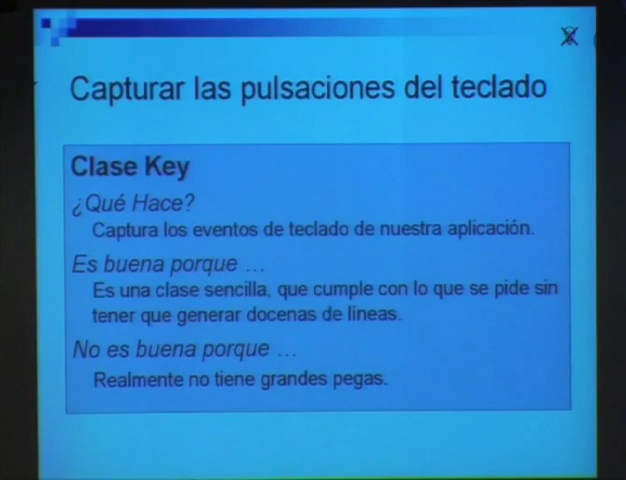 Capturar las pulsaciones del teclado
Clase Key
¿Qué Hace?
Captura los eventos de teclado de nuestra aplicación.
Es buena porque ...
Es una clase sencilla, que cumple con lo que se pide sin
tener que generar docenas de líneas.
No es buena porque ...
Realmente no tiene grandes pegas.